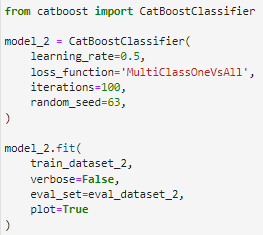 from catboost import CatBoostClassifier
model_2 = CatBoostClassifier(
    learning_rate=0.5,
    loss_function='MultiClassOneVsAll',
    iterations=100,
    random_seed=63,
)
model_2.fit(
    train_dataset_2,
    verbose=False,
    eval_set=eval_dataset_2,
    plot=True
)